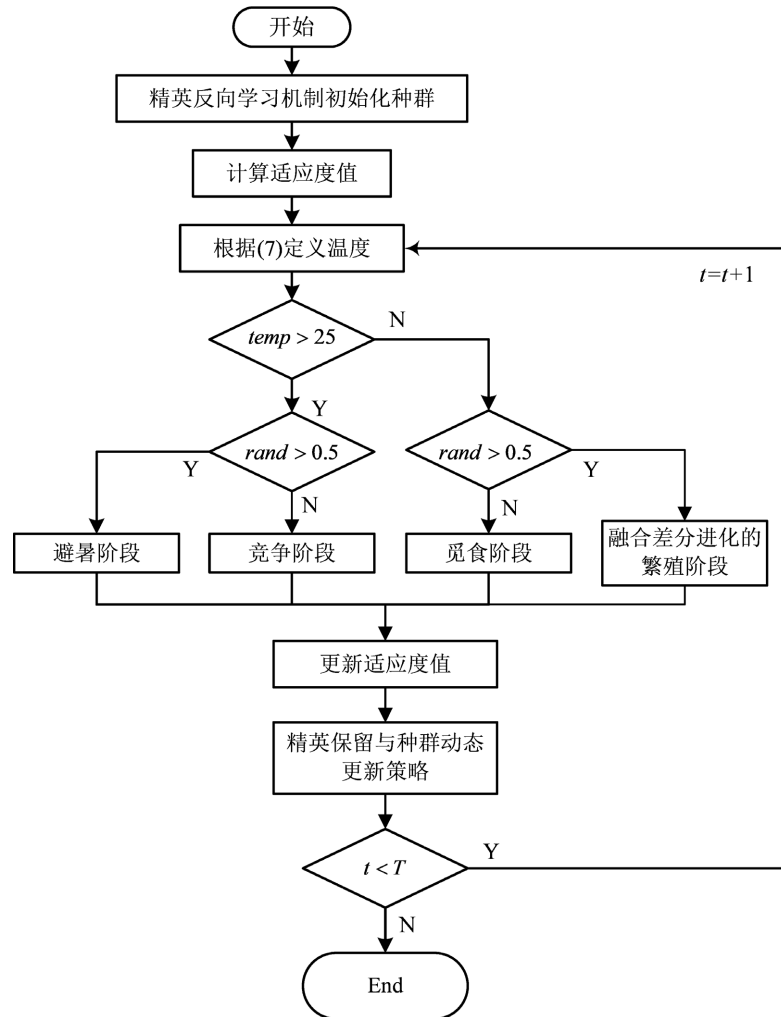 开始
精英反向学习机制初始化种群
计算适应度值
根据(7)定义温度
t=t+1
temp > 25
N
Y
rand > 0.5
Y
N
rand > 0.5
Y
N
避暑阶段
竞争阶段
觅食阶段
融合差分进化的
繁殖阶段
更新适应度值
精英保留与种群动态
更新策略
t < T
Y
N
End